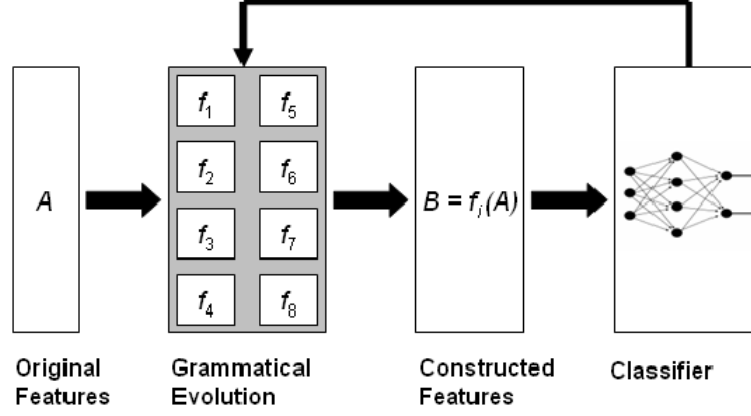 A
f1
f5
f2
f6
f3
f7
f4
f8
B = fi(A)
Original
Features
Grammatical
Evolution
Constructed
Features
Classifier